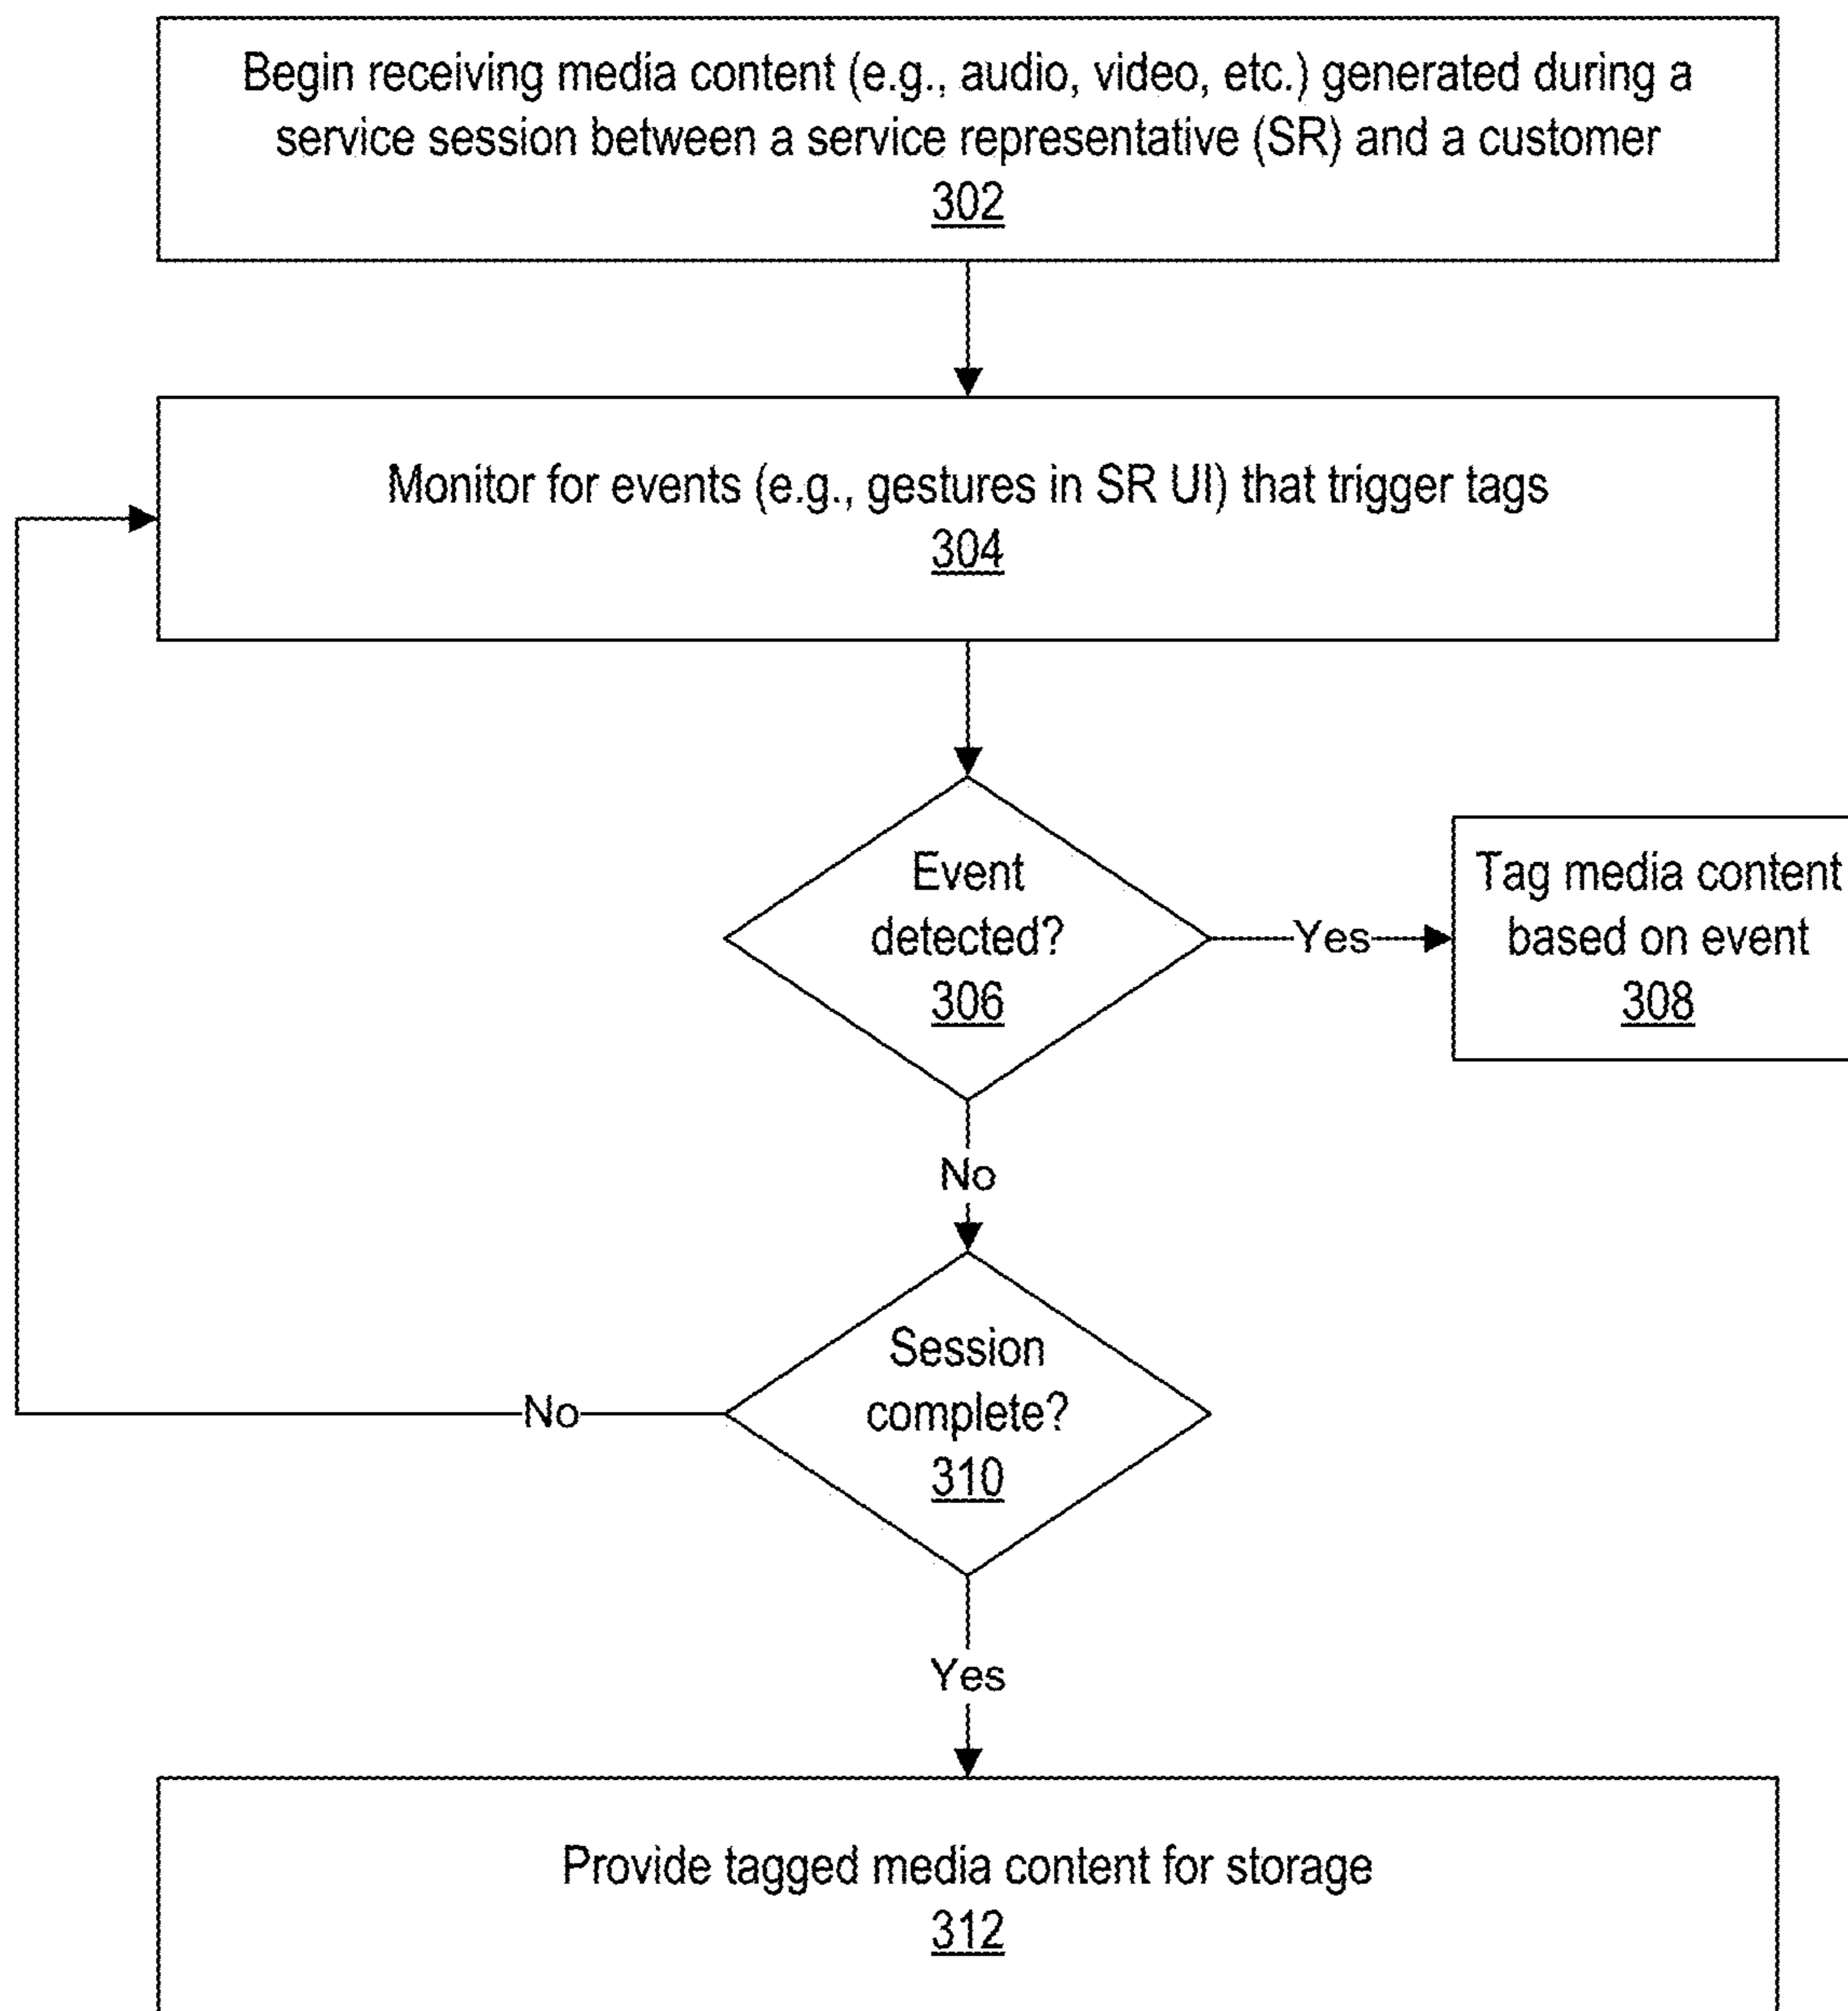 Begin receiving media content (e.g., audio, video, etc.) generated during a
service session between a service representative (SR) and a customer
302
Monitor for events (e.g., gestures in SR UI) that trigger tags
304
Event
detected?
306
Yes
Tag media content
based on event
308
No
Session
complete?
310
No
Yes
Provide tagged media content for storage
312